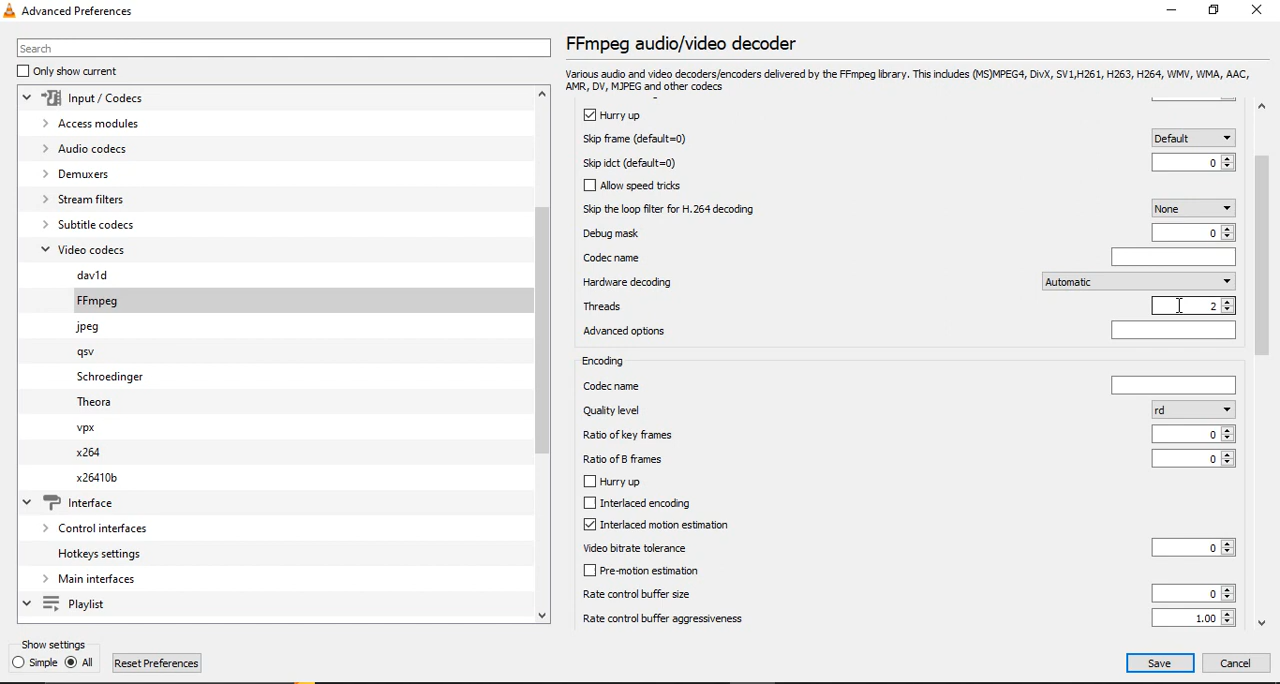 Advanced Preferences
Search
Only show current
Input / Codecs
Access modules
Audio codecs
Demuxers
Stream filters
Subtitle codecs
Video codecs
dav1d
FFmpeg
jpeg
qsv
Schroedinger
Theora
vpx
x264
x26410b
Interface
Control interfaces
Hotkeys settings
Main interfaces
Playlist
Show settings
Simple All
Reset Preferences
FFmpeg audio/video decoder
Various audio and video decoders/encoders delivered by the FFmpeg library. This includes (MS)MPEG4, DivX, SV1,H261, H263, H264, WMV, WMA, AAC,
AMR, DV, MJPEG and other codecs
Hurry up
Skip frame (default=0) Default
Skip idct (default=0) 0
Allow speed tricks
Skip the loop filter for H.264 decoding None
Debug mask 0
Codec name
Hardware decoding Automatic
Threads 2
Advanced options
Encoding
Codec name
Quality level rd
Ratio of key frames 0
Ratio of B frames 0
Hurry up
Interlaced encoding
Interlaced motion estimation
Video bitrate tolerance 0
Pre-motion estimation
Rate control buffer size 0
Rate control buffer aggressiveness 1.00
Save Cancel